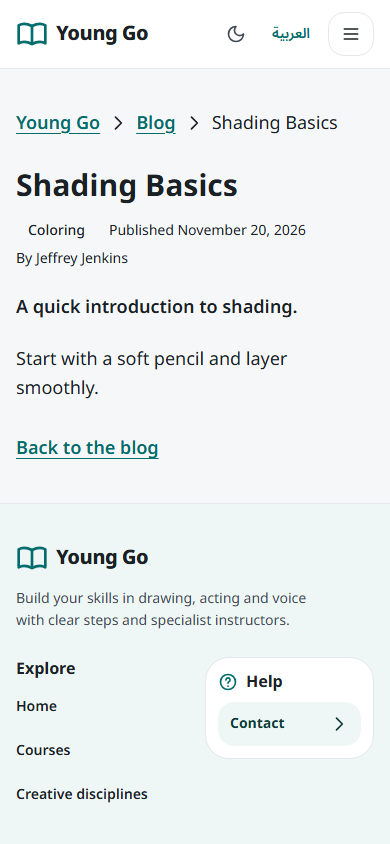 Young Go
العربية
Young Go > Blog > Shading Basics
Shading Basics
Coloring Published November 20, 2026
By Jeffrey Jenkins
A quick introduction to shading.
Start with a soft pencil and layer
smoothly.
Back to the blog
Young Go
Build your skills in drawing, acting and voice
with clear steps and specialist instructors.
Explore
Home
Courses
Creative disciplines
Help
Contact